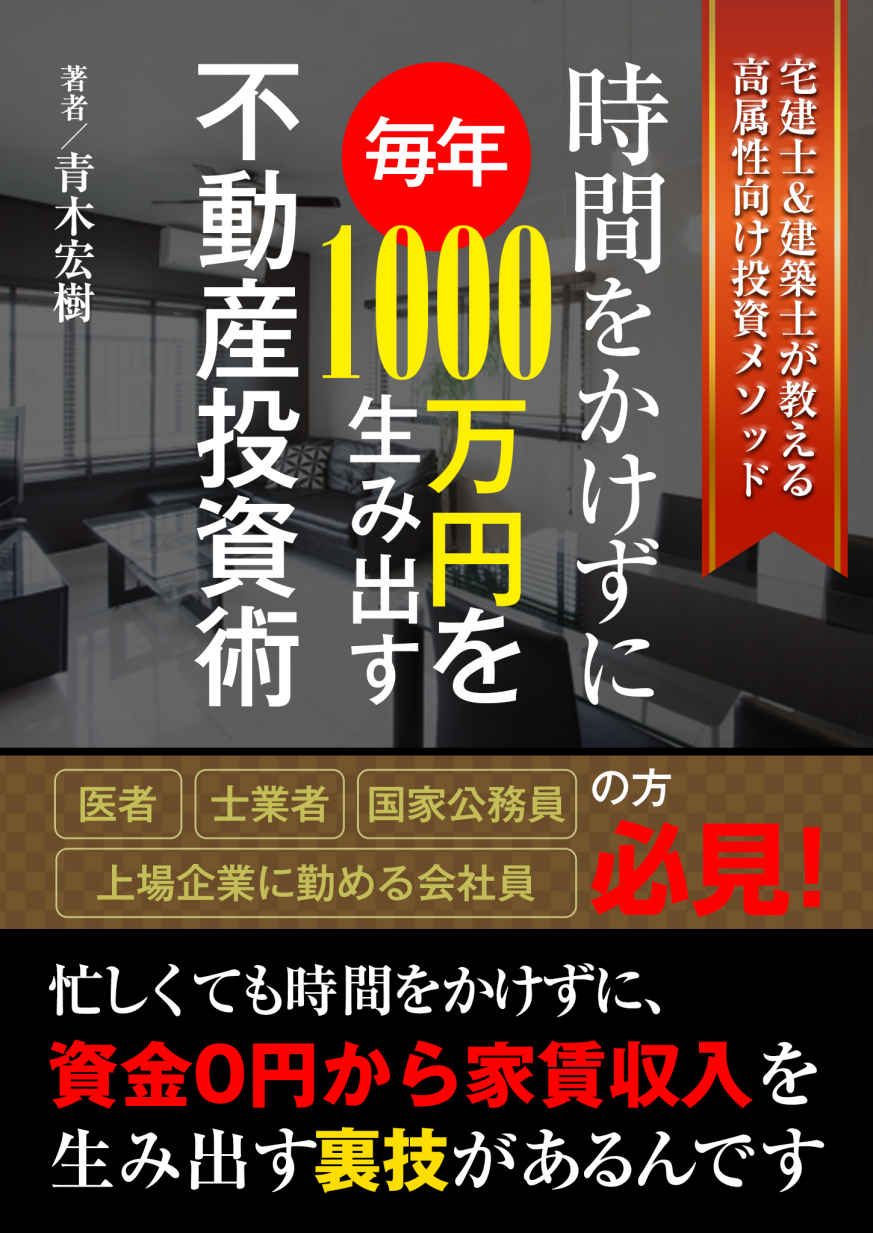 宅建士&建築士が教える
高属性向け投資メソッド
時間をかけずに
毎年
1000万円を
生み出す
不動産投資術
著者／青木宏樹
医者
士業者
国家公務員
の方
上場企業に勤める会社員
必見!
忙しくても時間をかけずに、
資金0円から家賃収入を
生み出す裏技があるんです